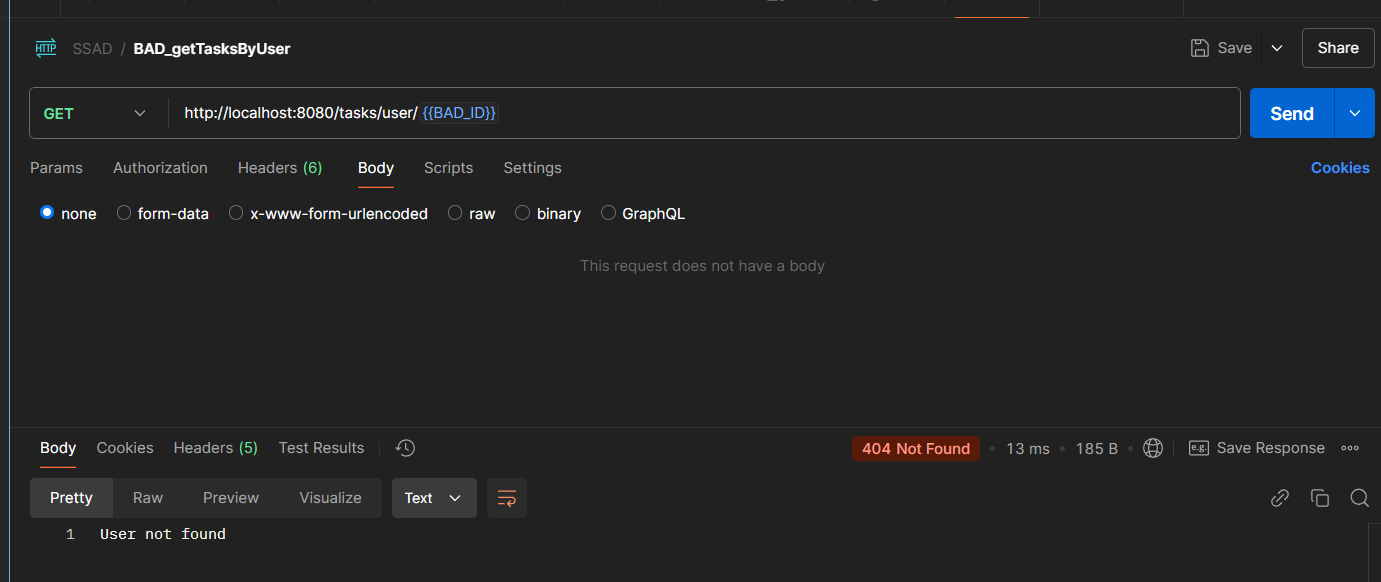 HTTP SSAD / BAD_getTasksByUser Save Share
GET http://localhost:8080/tasks/user/ {{BAD_ID}} Send
Params Authorization Headers (6) Body Scripts Settings Cookies
none form-data x-www-form-urlencoded raw binary GraphQL
This request does not have a body
Body Cookies Headers (5) Test Results 404 Not Found • 13 ms • 185 B • e.g. Save Response
Pretty Raw Preview Visualize Text
1 User not found